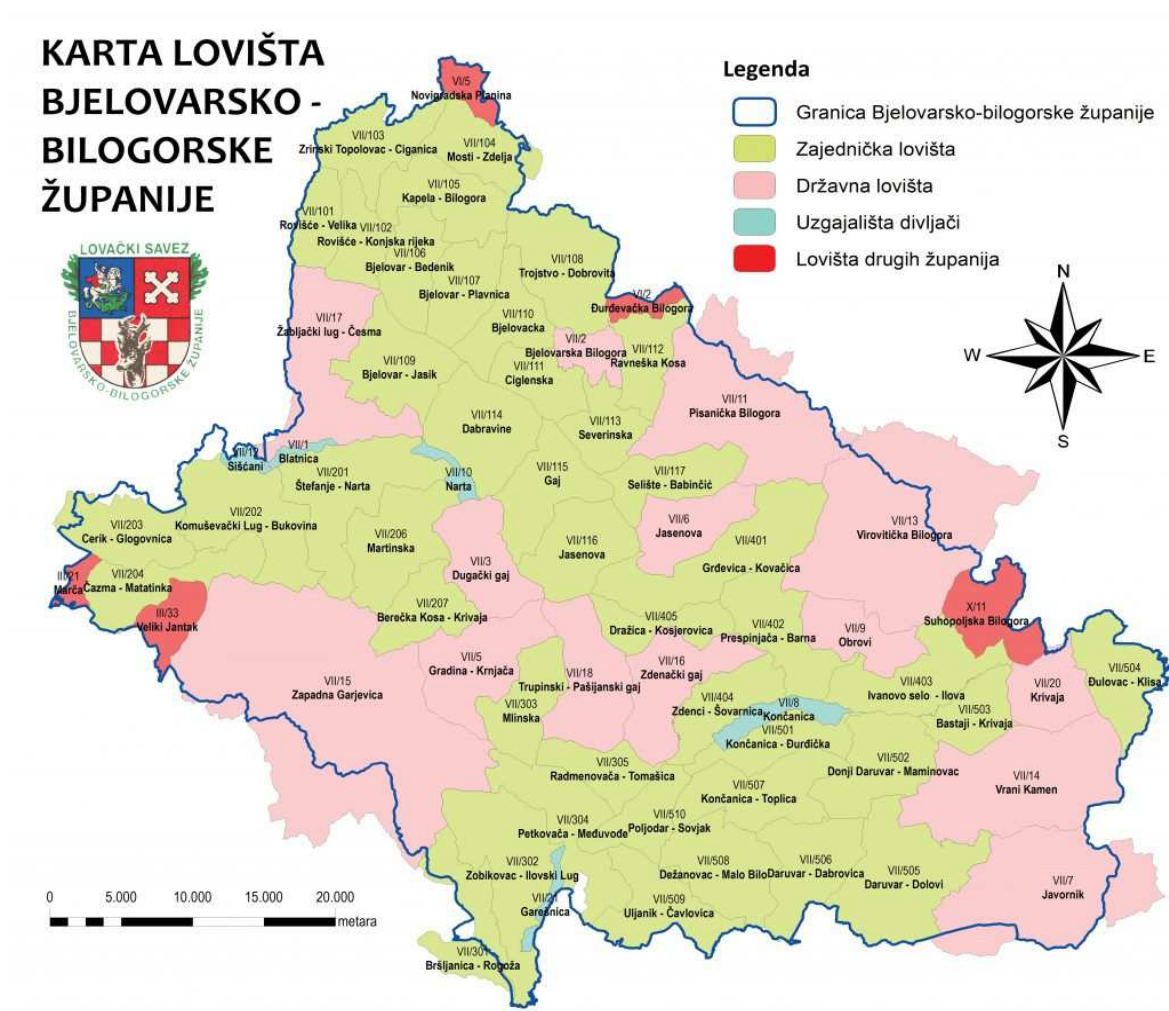 KARTA LOVIŠTA
BJELOVARSKO -
BILOGORSKE
ŽUPANIJE
LOVAČKI SAVEZ
BJELOVARSKO-BILOGORSKE ŽUPANIJE
Legenda
Granica Bjelovarsko-bilogorske županije
Zajednička lovišta
Državna lovišta
Uzgajališta divljači
Lovišta drugih županija
N
W
E
S
VI/5
Novigradska Planina
VII/103
Zrinski Topolovac - Ciganica
VII/104
Mosti - Zdelja
VII/105
Kapela - Bilogora
VII/101
Rovišće - Velika
VII/102
Rovišće - Konjska rijeka
VII/106
Bjelovar - Bedenik
VII/108
Trojstvo - Dobrovita
VII/107
Bjelovar - Plavnica
VI/2
Đurđevačka Bilogora
VII/17
Žabljački lug - Česma
VII/110
Bjelovacka
VII/2
Bjelovarska Bilogora
VII/112
Ravneška Kosa
VII/109
Bjelovar - Jasik
VII/111
Ciglenska
VII/11
Pisanička Bilogora
VII/114
Dabravine
VII/113
Severinska
VII/12
Sišćani
VII/1
Blatnica
VII/201
Štefanje - Narta
VII/10
Narta
VII/115
Gaj
VII/117
Selište - Babinčić
VII/202
Komuševački Lug - Bukovina
VII/203
Cerik - Glogovnica
VII/206
Martinska
VII/6
Jasenova
VII/13
Virovitička Bilogora
VII/116
Jasenova
VII/401
Grđevica - Kovačica
VII/3
Dugački gaj
III/21
Marča
VII/204
Čazma - Matatinka
III/33
Veliki Jantak
VII/207
Berečka Kosa - Krivaja
VII/405
Dražica - Kosjerovica
VII/402
Prespinjača - Barna
VII/9
Obrovi
X/11
Suhopoljska Bilogora
VII/5
Gradina - Krnjača
VII/18
Trupinski - Pašijanski gaj
VII/16
Zdenački gaj
VII/504
Đulovac - Klisa
VII/15
Zapadna Garjevica
VII/403
Ivanovo selo - Ilova
VII/20
Krivaja
VII/303
Mlinska
VII/404
Zdenci - Šovarnica
VII/8
Končanica
VII/503
Bastaji - Krivaja
VII/501
Končanica - Đurđička
VII/502
Donji Daruvar - Maminovac
VII/305
Radmenovača - Tomašica
VII/507
Končanica - Toplica
VII/14
Vrani Kamen
VII/304
Petkovača - Međuvođe
VII/510
Poljodar - Sovjak
VII/302
Zobikovac - Ilovski Lug
VII/508
Dežanovac - Malo Bilo
VII/506
Daruvar - Dabrovica
VII/505
Daruvar - Dolovi
VII/7
Javornik
VII/21
Garešnica
VII/509
Uljanik - Čavlovica
VII/301
Bršljanica - Rogoža
0 5.000 10.000 15.000 20.000
metara